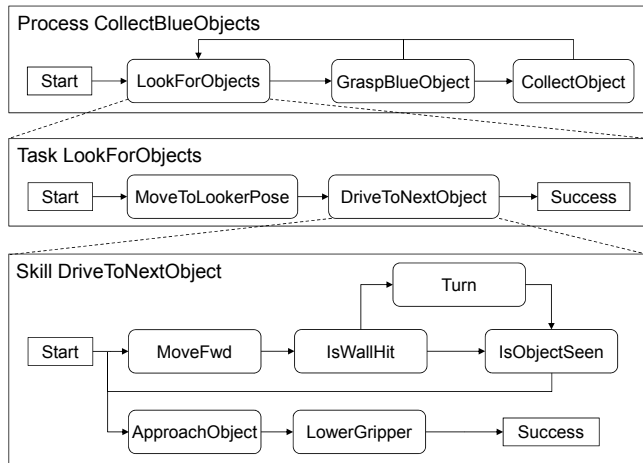 Process CollectBlueObjects
Start
LookForObjects
GraspBlueObject
CollectObject
Task LookForObjects
Start
MoveToLookerPose
DriveToNextObject
Success
Skill DriveToNextObject
Turn
Start
MoveFwd
IsWallHit
IsObjectSeen
ApproachObject
LowerGripper
Success